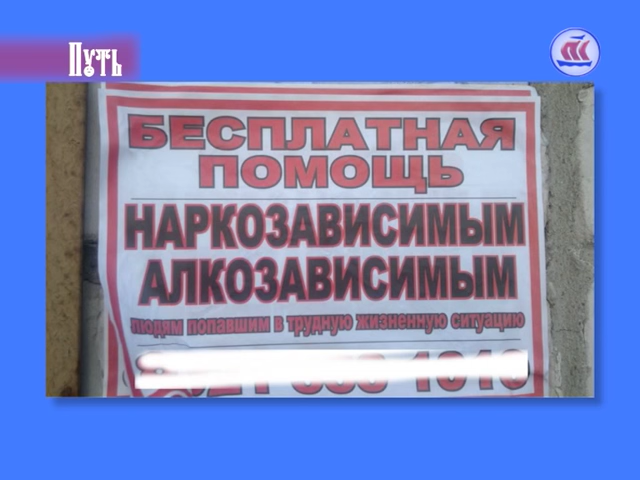 Путь
БЕСПЛАТНАЯ
ПОМОЩЬ
НАРКОЗАВИСИМЫМ
АЛКОЗАВИСИМЫМ
людям попавшим в трудную жизненную ситуацию